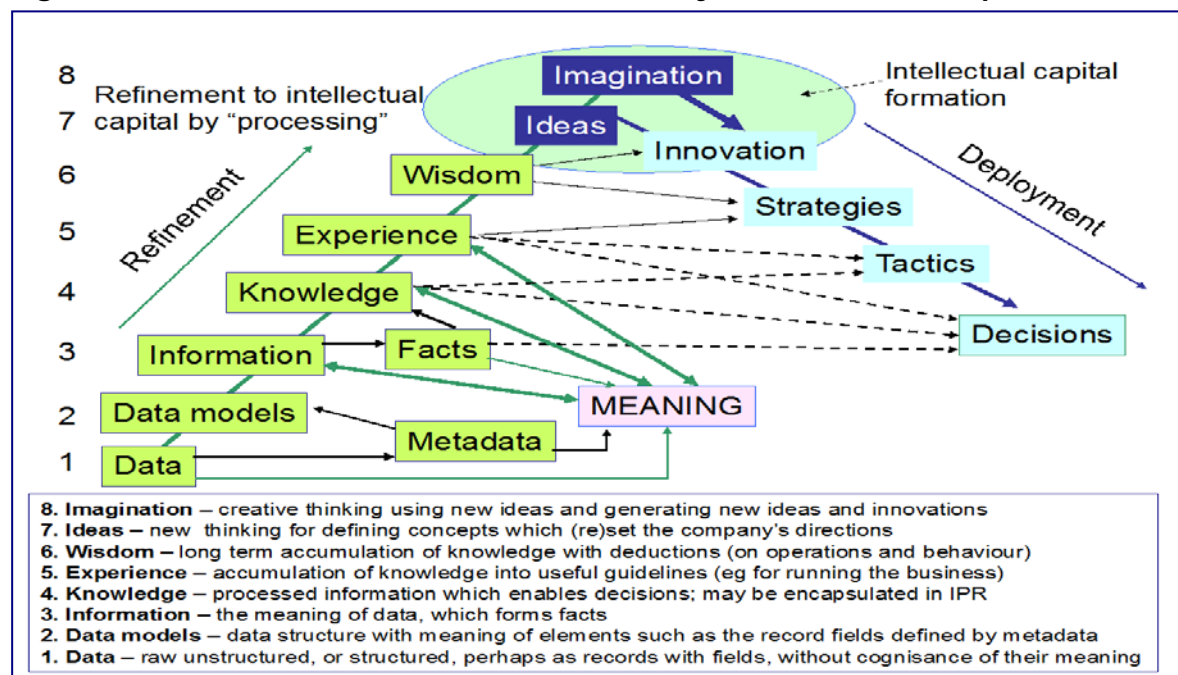 8
7
6
5
4
3
2
1
Refinement to intellectual
capital by “processing”
Refinement
Imagination
Ideas
Innovation
Intellectual capital
formation
Deployment
Wisdom
Strategies
Experience
Tactics
Knowledge
Decisions
Information
Facts
MEANING
Data models
Metadata
Data
8. Imagination – creative thinking using new ideas and generating new ideas and innovations
7. Ideas – new thinking for defining concepts which (re)set the company's directions
6. Wisdom – long term accumulation of knowledge with deductions (on operations and behaviour)
5. Experience – accumulation of knowledge into useful guidelines (eg for running the business)
4. Knowledge – processed information which enables decisions; may be encapsulated in IPR
3. Information – the meaning of data, which forms facts
2. Data models – data structure with meaning of elements such as the record fields defined by metadata
1. Data – raw unstructured, or structured, perhaps as records with fields, without cognisance of their meaning